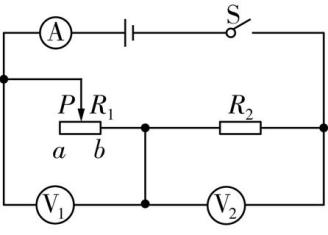 S
A
P R₁ R₂
a b
V₁ V₂